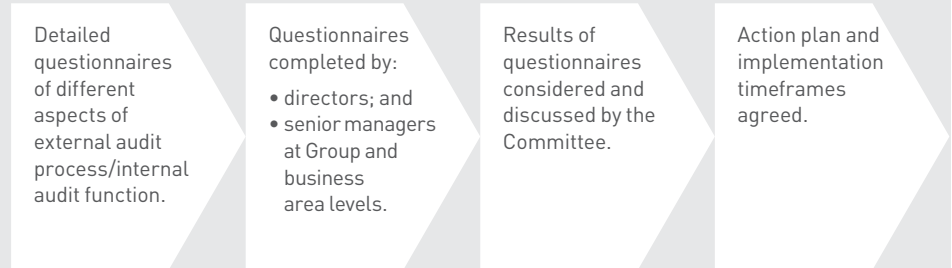 Detailed
questionnaires
of different
aspects of
external audit
process/internal
audit function.
Questionnaires
completed by:
• directors; and
• senior managers
at Group and
business
area levels.
Results of
questionnaires
considered and
discussed by the
Committee.
Action plan and
implementation
timeframes
agreed.